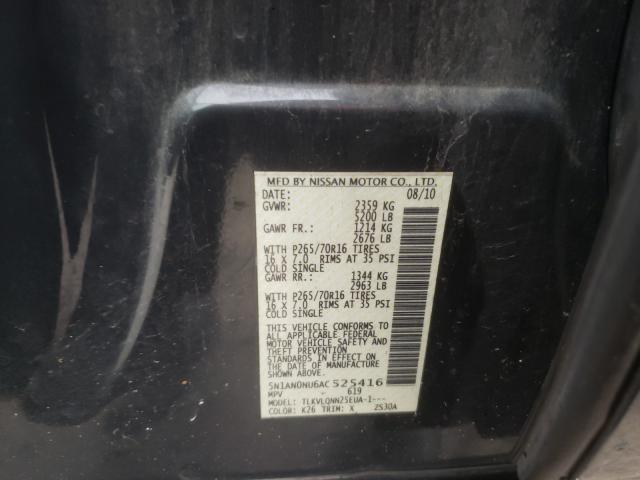 MFD BY NISSAN MOTOR CO., LTD.
DATE: 08/10
GVWR: 2359 KG
5200 LB
GAWR FR.: 1214 KG
2676 LB
WITH P265/70R16 TIRES
16 X 7.0 RIMS AT 35 PSI
COLD SINGLE
GAWR RR.: 1344 KG
2963 LB
WITH P265/70R16 TIRES
16 X 7.0 RIMS AT 35 PSI
COLD SINGLE
THIS VEHICLE CONFORMS TO
ALL APPLICABLE FEDERAL
MOTOR VEHICLE SAFETY AND
THEFT PREVENTION
STANDARDS IN EFFECT ON
THE DATE OF MANUFACTURE
SHOWN ABOVE.
5N1AN0NU6AC525416
MPV - 619
MODEL: TLKVLQNN25EUA-1---
COLOR: K26 TRIM: X ZS30A